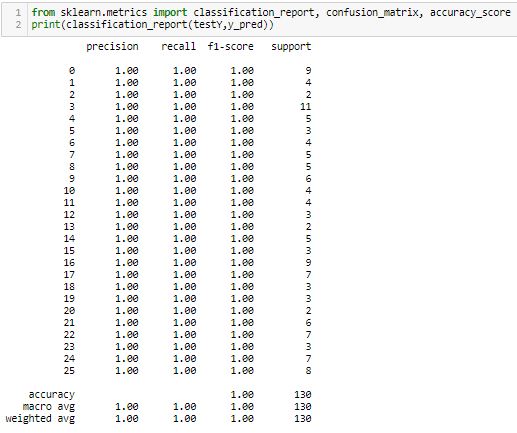 1 from sklearn.metrics import classification_report, confusion_matrix, accuracy_score
2 print(classification_report(testY,y_pred))
precision recall f1-score support
0 1.00 1.00 1.00 9
1 1.00 1.00 1.00 4
2 1.00 1.00 1.00 2
3 1.00 1.00 1.00 11
4 1.00 1.00 1.00 5
5 1.00 1.00 1.00 3
6 1.00 1.00 1.00 4
7 1.00 1.00 1.00 5
8 1.00 1.00 1.00 5
9 1.00 1.00 1.00 6
10 1.00 1.00 1.00 4
11 1.00 1.00 1.00 4
12 1.00 1.00 1.00 3
13 1.00 1.00 1.00 2
14 1.00 1.00 1.00 5
15 1.00 1.00 1.00 3
16 1.00 1.00 1.00 9
17 1.00 1.00 1.00 7
18 1.00 1.00 1.00 3
19 1.00 1.00 1.00 3
20 1.00 1.00 1.00 2
21 1.00 1.00 1.00 6
22 1.00 1.00 1.00 7
23 1.00 1.00 1.00 3
24 1.00 1.00 1.00 7
25 1.00 1.00 1.00 8
accuracy 1.00 130
macro avg 1.00 1.00 1.00 130
weighted avg 1.00 1.00 1.00 130